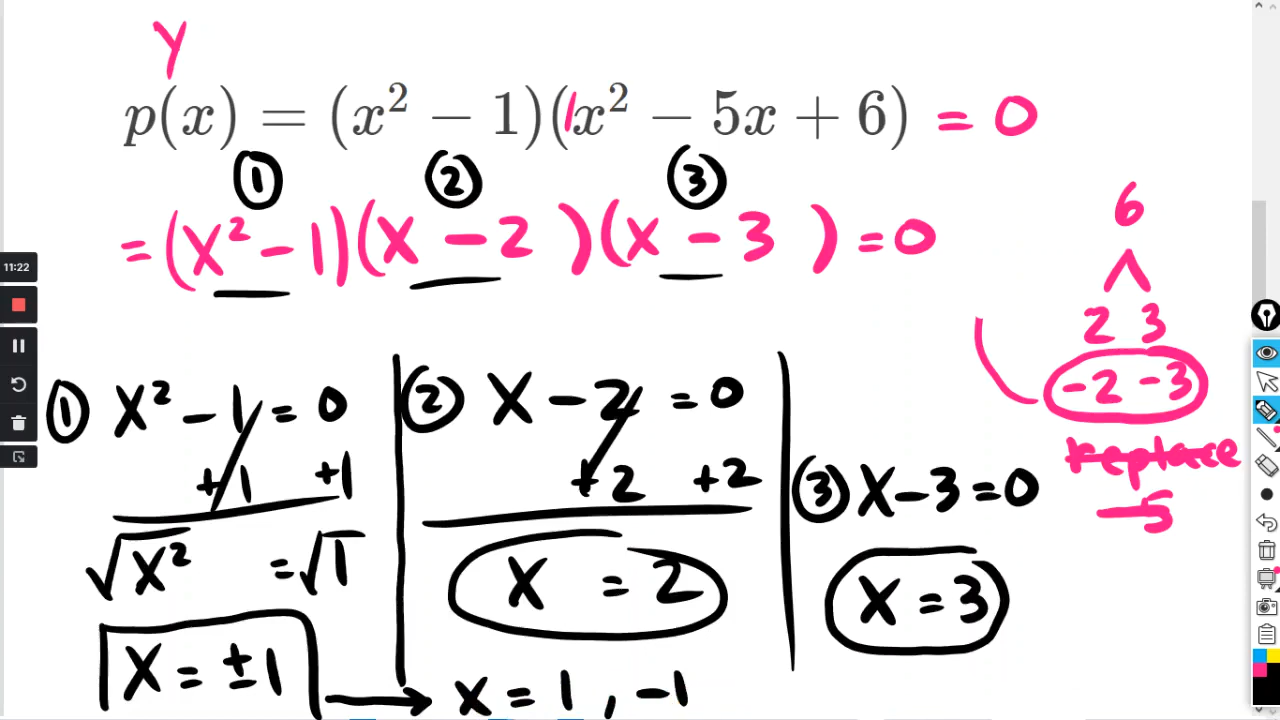 y
p(x) = (x² − 1)(1x² − 5x + 6) = 0
① ② ③
= (x² − 1)(x − 2)(x − 3) = 0
6
2 3
−2 −3
replace
−5
11:22
① x² − 1 = 0
+1 +1
√x² = √1
x = ±1 → x = 1, −1
② x − 2 = 0
+2 +2
x = 2
③ x − 3 = 0
x = 3